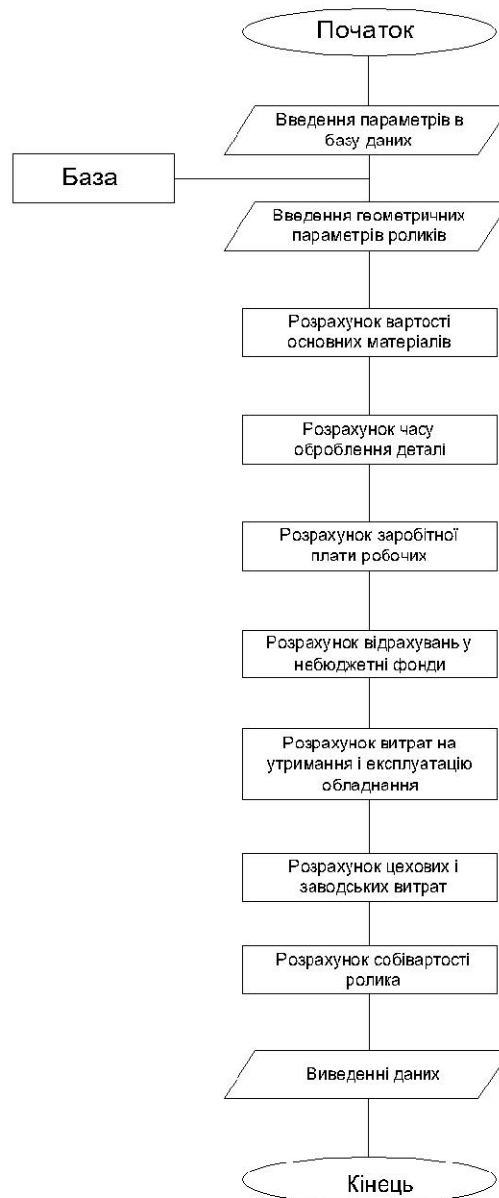 Початок
Введення параметрів в
базу даних
База
Введення геометричних
параметрів роликів
Розрахунок вартості
основних матеріалів
Розрахунок часу
оброблення деталі
Розрахунок заробітної
плати робочих
Розрахунок відрахувань у
небюджетні фонди
Розрахунок витрат на
утримання і експлуатацію
обладнання
Розрахунок цехових і
заводських витрат
Розрахунок собівартості
ролика
Виведенні даних
Кінець